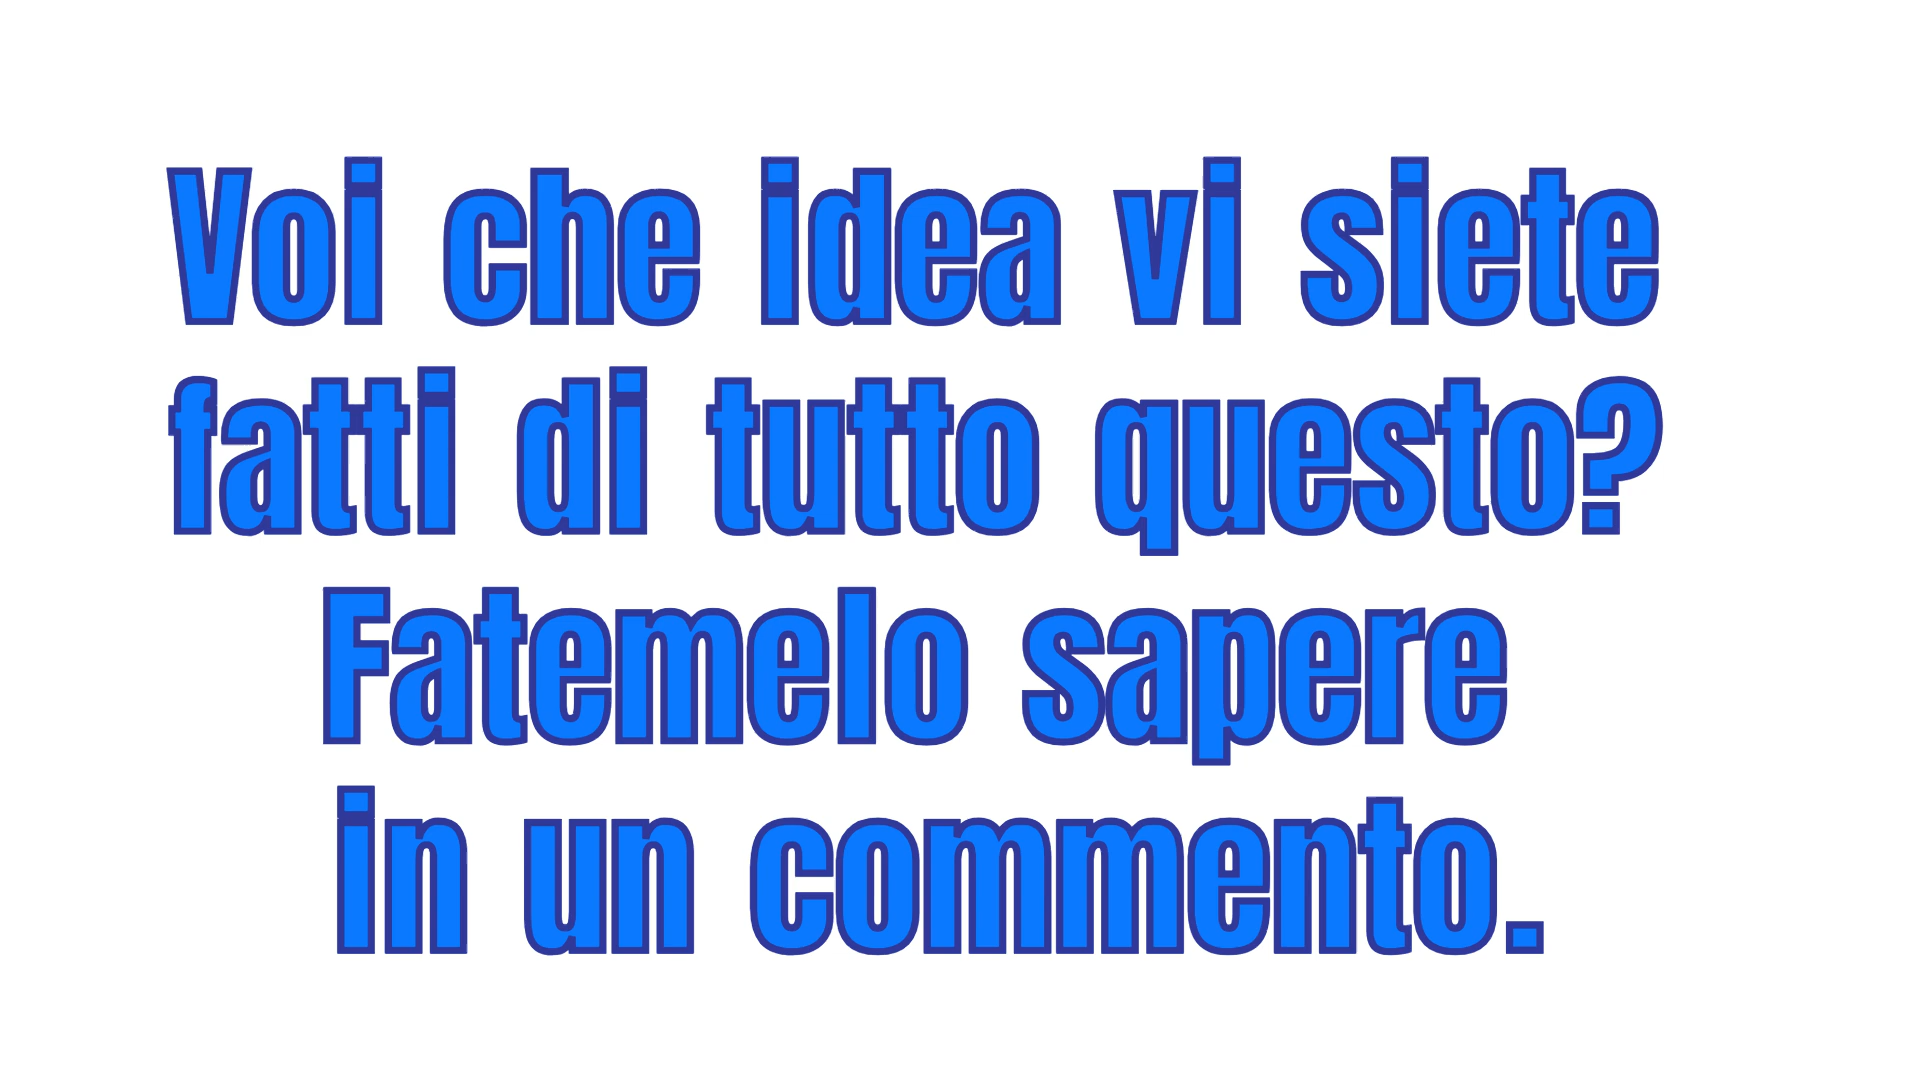 Voi che idea vi siete
fatti di tutto questo?
Fatemelo sapere
in un commento.